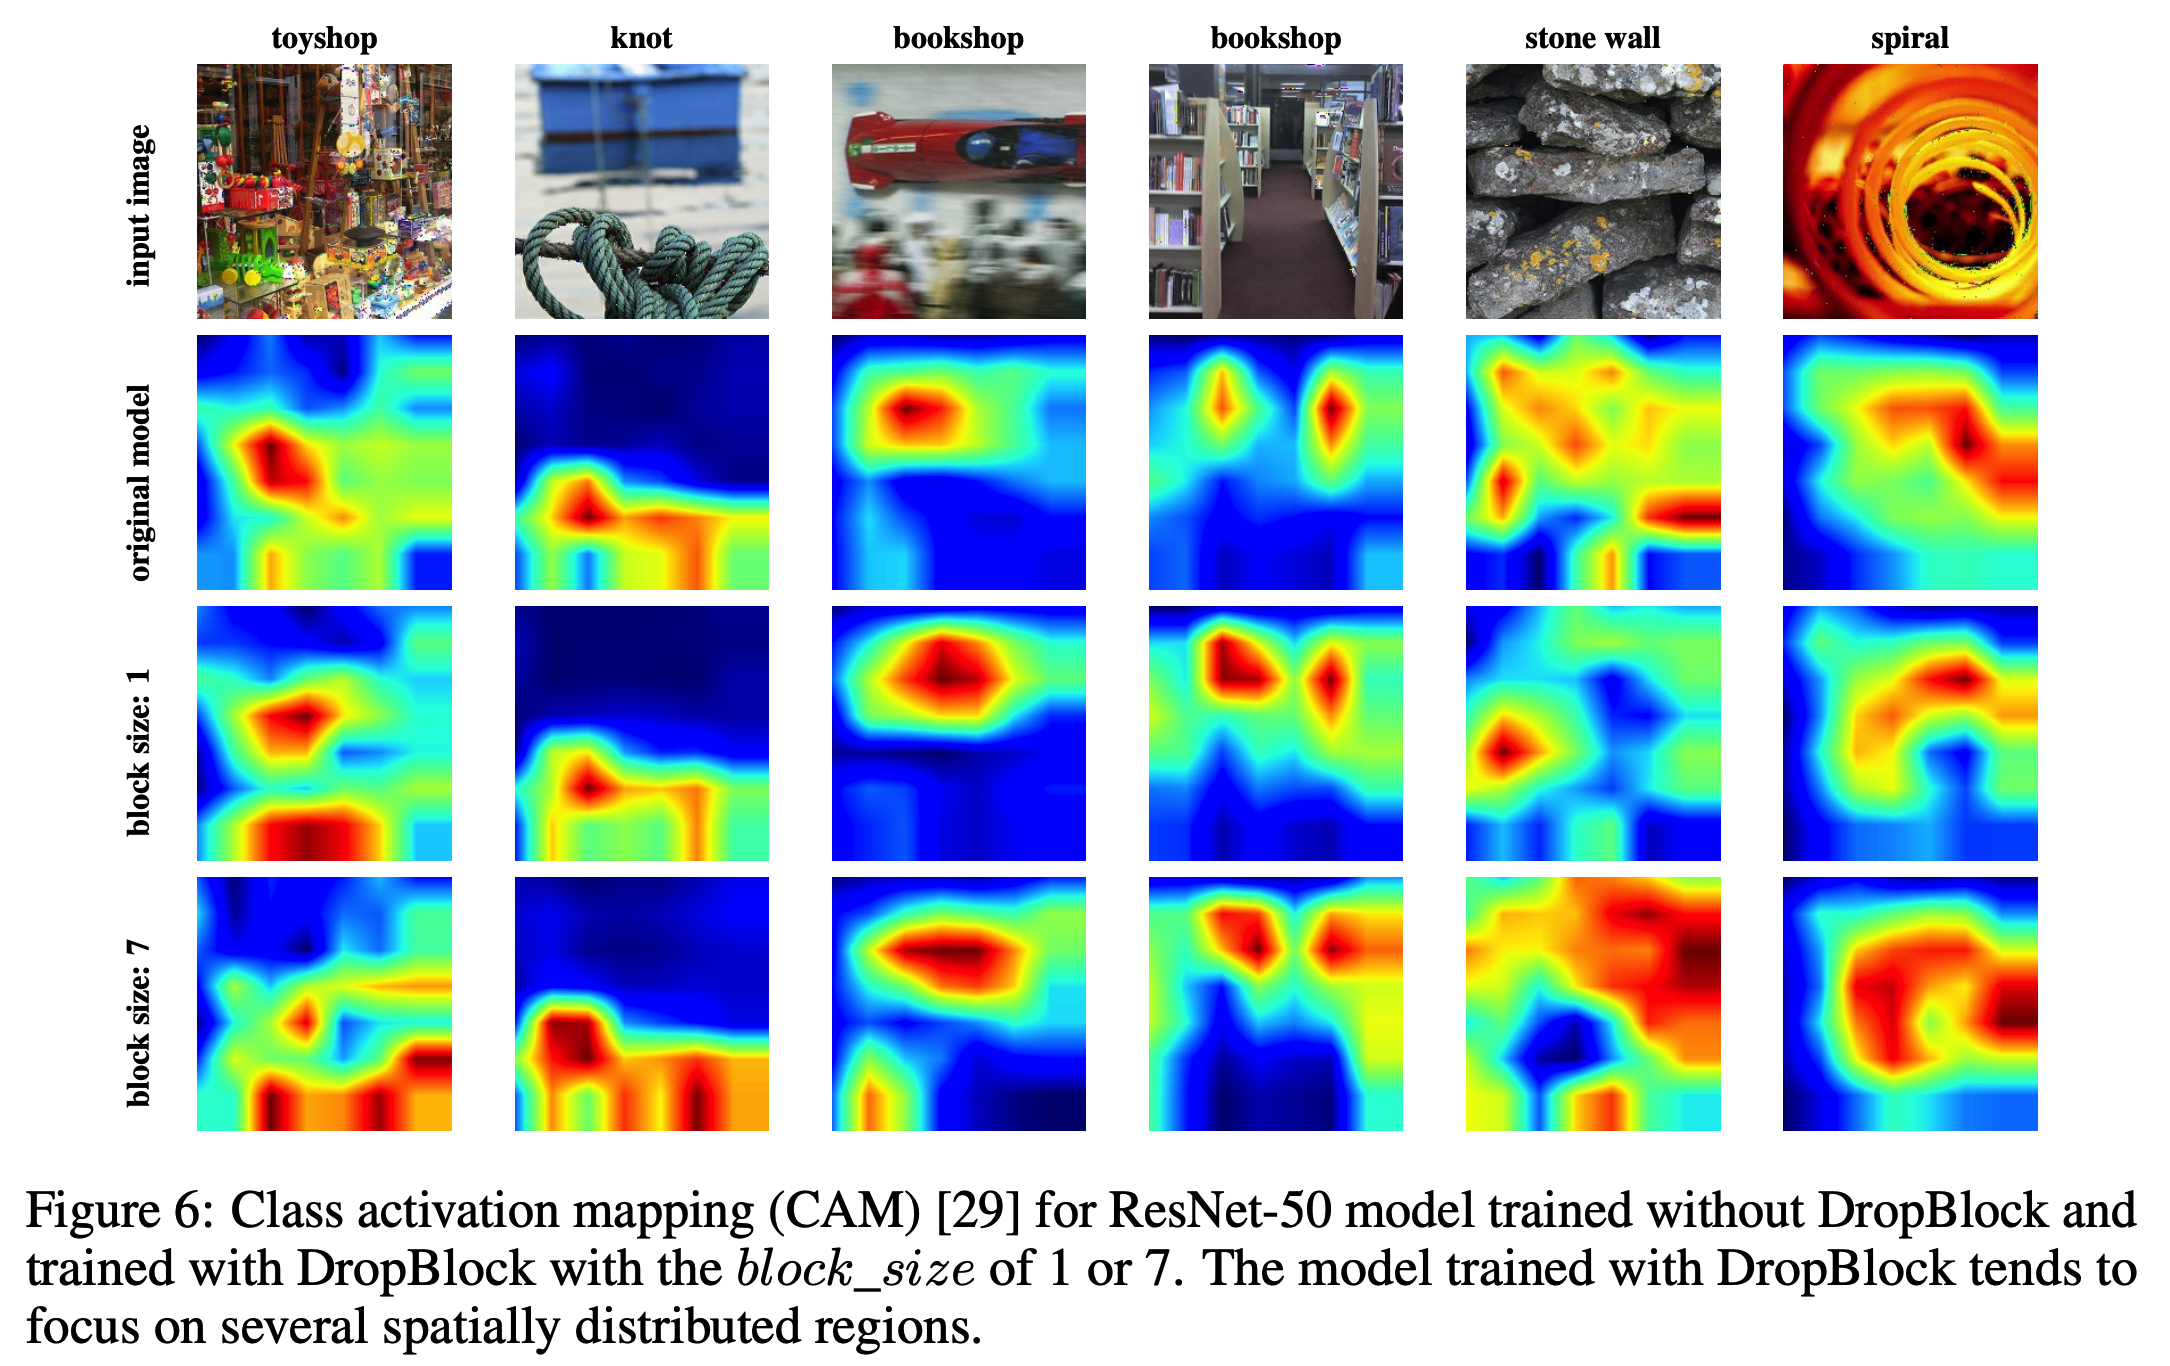 toyshop knot bookshop bookshop stone wall spiral
input image
original model
block size: 1
block size: 7
Figure 6: Class activation mapping (CAM) [29] for ResNet-50 model trained without DropBlock and
trained with DropBlock with the block_size of 1 or 7. The model trained with DropBlock tends to
focus on several spatially distributed regions.